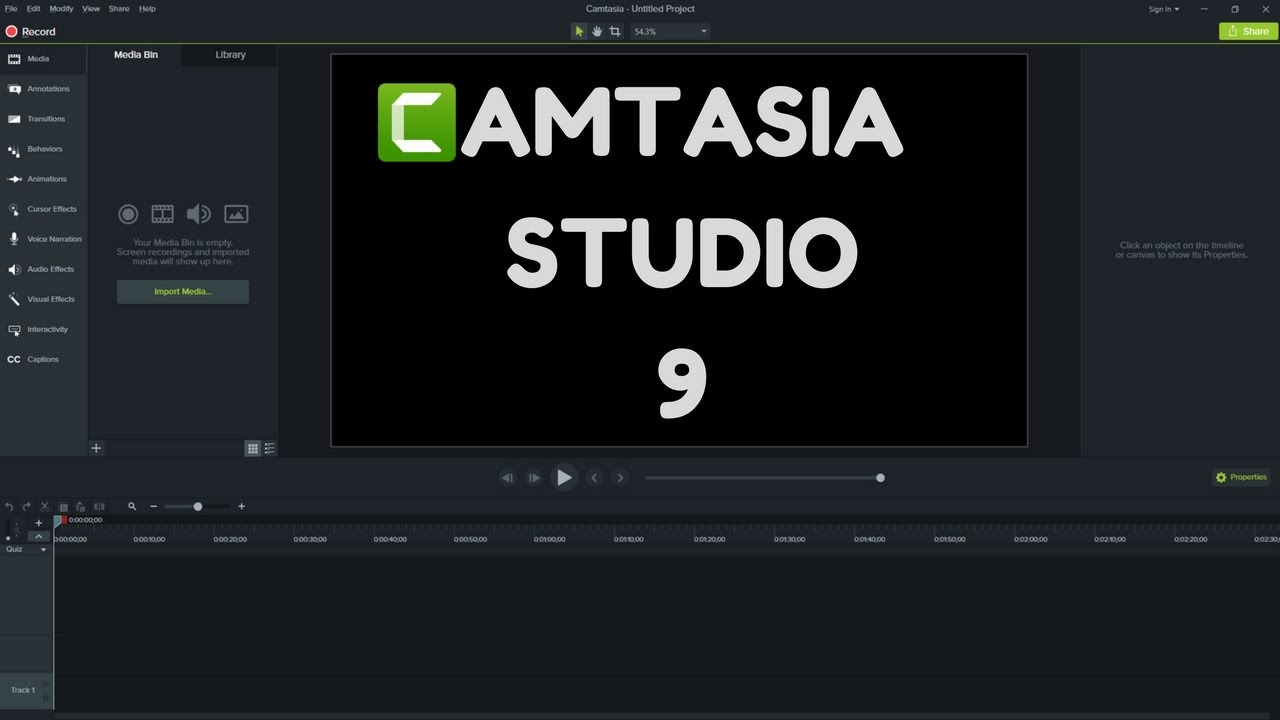 File Edit Modify View Share Help
Camtasia - Untitled Project
Sign In
Record
54.3%
Share
Media
Annotations
Transitions
Behaviors
Animations
Cursor Effects
Voice Narration
Audio Effects
Visual Effects
Interactivity
CC Captions
Media Bin
Library
Your Media Bin is empty.
Screen recordings and imported
media will show up here.
Import Media...
CAMTASIA
STUDIO
9
Click an object on the timeline
or canvas to show its Properties.
Properties
0:00:00;00
0:00:00;00 0:00:10;00 0:00:20;00 0:00:30;00 0:00:40;00 0:00:50;00 0:01:00;00 0:01:10;00 0:01:20;00 0:01:30;00 0:01:40;00 0:01:50;00 0:02:00;00 0:02:10;00 0:02:20;00 0:02:30;
Quiz
Track 1